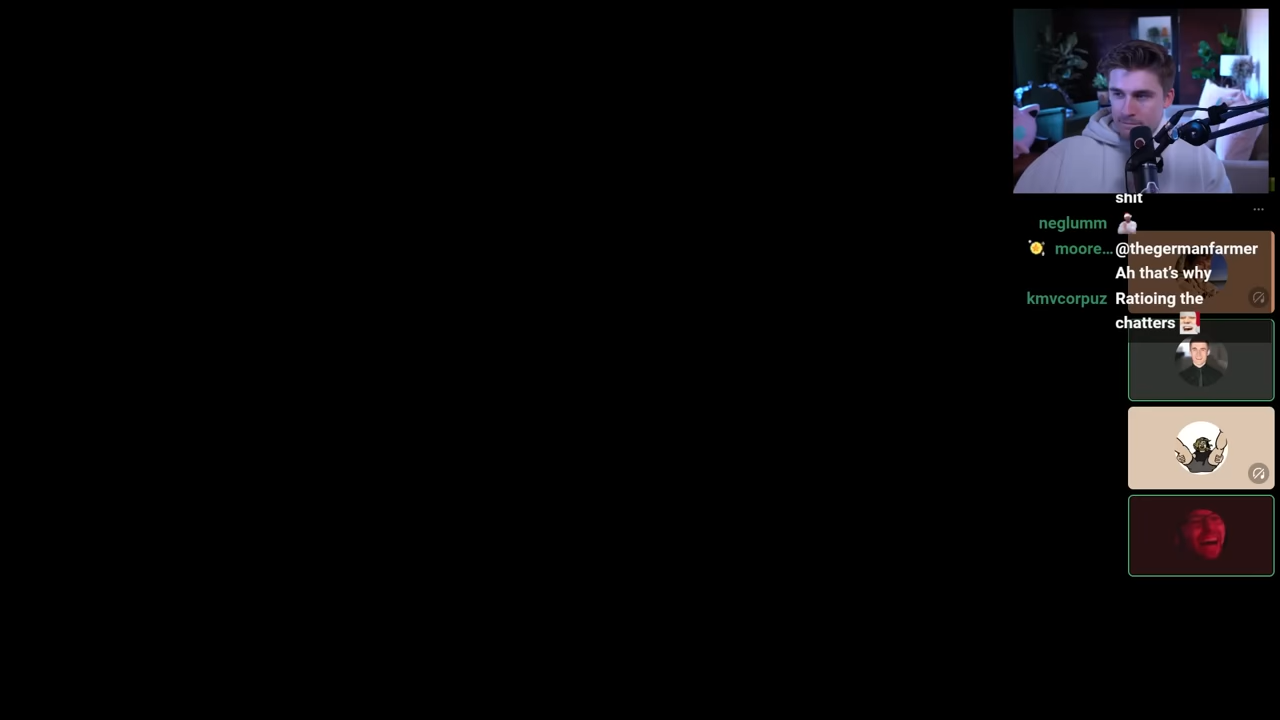 shit
neglumm
moore… @thegermanfarmer
Ah that’s why
kmvcorpuz Ratioing the
chatters